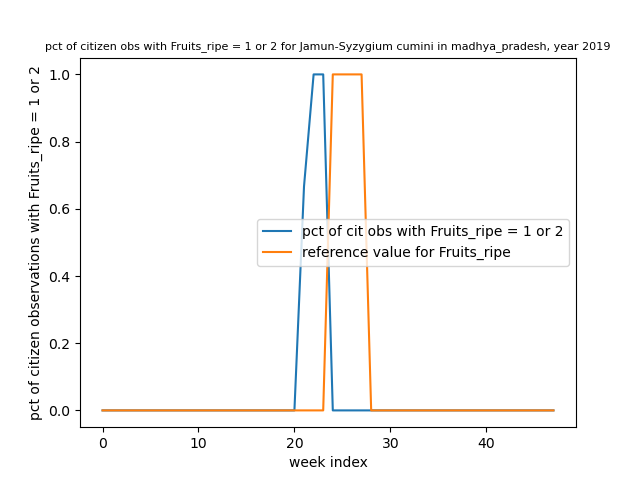 pct of citizen obs with Fruits_ripe = 1 or 2 for Jamun-Syzygium cumini in madhya_pradesh, year 2019
pct of citizen observations with Fruits_ripe = 1 or 2
1.0
0.8
0.6
0.4
0.2
0.0
pct of cit obs with Fruits_ripe = 1 or 2
reference value for Fruits_ripe
0 10 20 30 40
week index